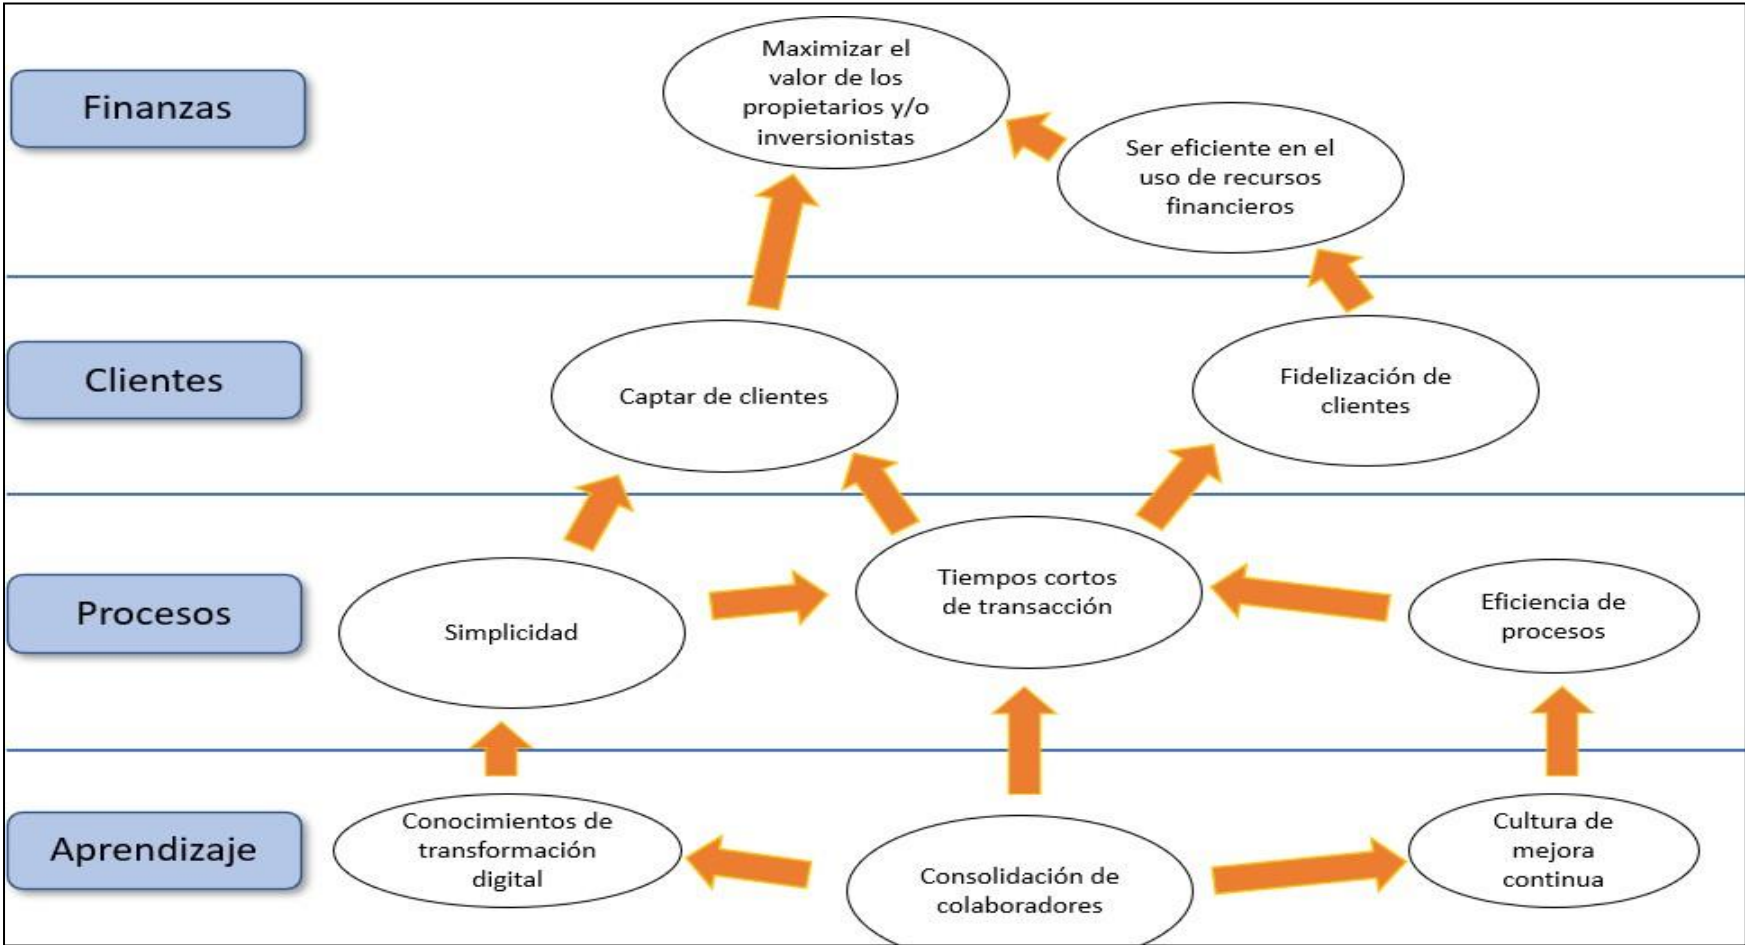 Finanzas
Maximizar el
valor de los
propietarios y/o
inversionistas
Ser eficiente en el
uso de recursos
financieros
Clientes
Captar de clientes
Fidelización de
clientes
Procesos
Simplicidad
Tiempos cortos
de transacción
Eficiencia de
procesos
Aprendizaje
Conocimientos de
transformación
digital
Consolidación de
colaboradores
Cultura de
mejora
continua